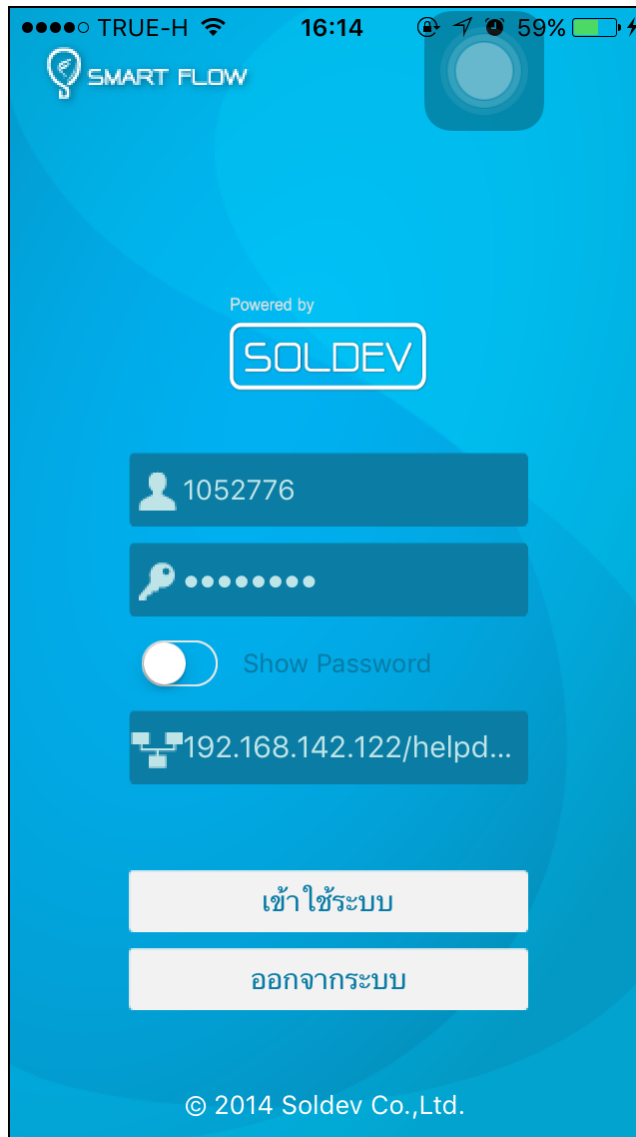 TRUE-H 16:14 59%
SMART FLOW
Powered by
SOLDEV
1052776
••••••••
Show Password
192.168.142.122/helpd...
เข้าใช้ระบบ
ออกจากระบบ
© 2014 Soldev Co.,Ltd.